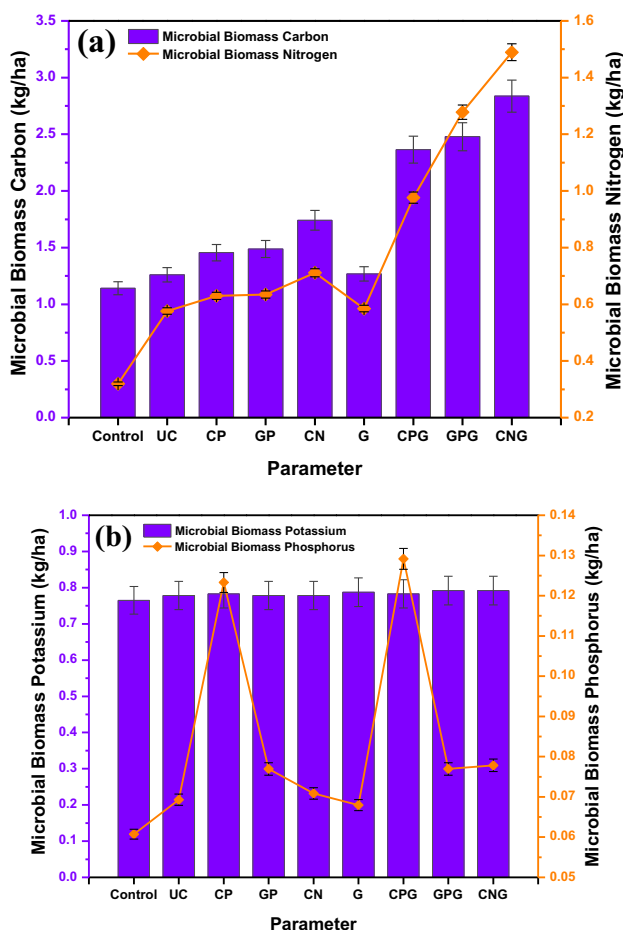 (a)
Microbial Biomass Carbon
Microbial Biomass Nitrogen
Microbial Biomass Carbon (kg/ha)
3.5
3.0
2.5
2.0
1.5
1.0
0.5
0.0
Microbial Biomass Nitrogen (kg/ha)
1.6
1.4
1.2
1.0
0.8
0.6
0.4
0.2
Control UC CP GP CN G CPG GPG CNG
Parameter
(b)
Microbial Biomass Potassium
Microbial Biomass Phosphorus
Microbial Biomass Potassium (kg/ha)
1.0
0.9
0.8
0.7
0.6
0.5
0.4
0.3
0.2
0.1
0.0
Microbial Biomass Phosphorus (kg/ha)
0.14
0.13
0.12
0.11
0.10
0.09
0.08
0.07
0.06
0.05
Control UC CP GP CN G CPG GPG CNG
Parameter